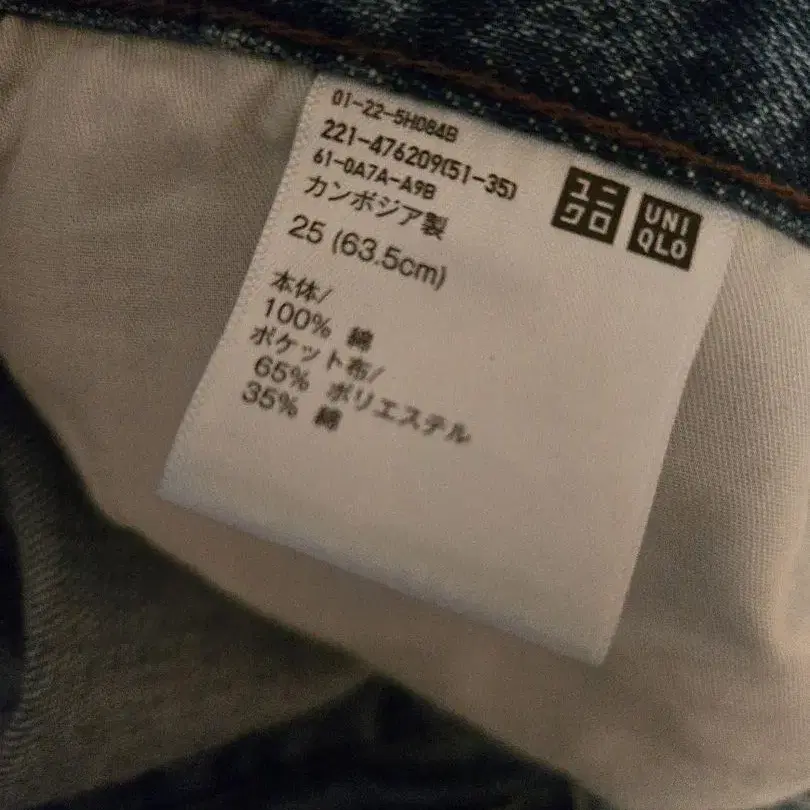 01-22-5H084B
221-476209(51-35)
61-0A7A-A9B
カンボジア製
25 (63.5cm)
本体/
100% 綿
ポケット布/
65% ポリエステル
35% 綿
ユニ
クロ
UNI
QLO